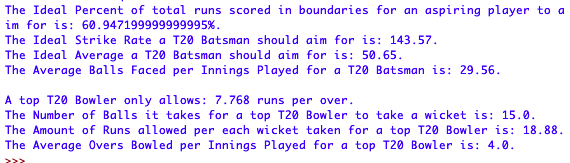 The Ideal Percent of total runs scored in boundaries for an aspiring player to a
im for is: 60.947199999999995%.
The Ideal Strike Rate a T20 Batsman should aim for is: 143.57.
The Ideal Average a T20 Batsman should aim for is: 50.65.
The Average Balls Faced per Innings Played for a T20 Batsman is: 29.56.
A top T20 Bowler only allows: 7.768 runs per over.
The Number of Balls it takes for a top T20 Bowler to take a wicket is: 15.0.
The Amount of Runs allowed per each wicket taken for a top T20 Bowler is: 18.88.
The Average Overs Bowled per Innings Played for a top T20 Bowler is: 4.0.
>>>